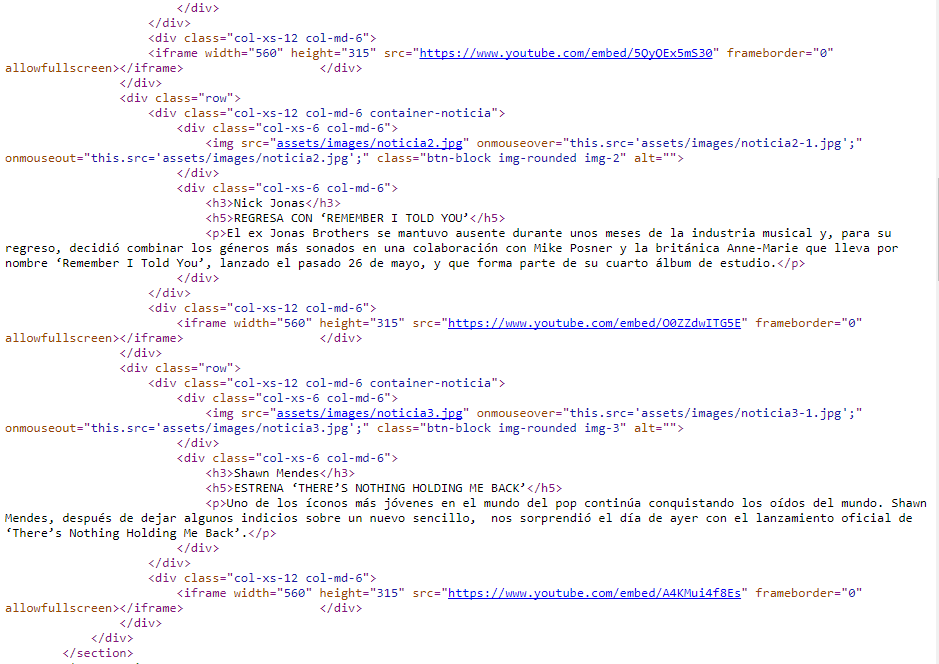 </div>
</div>
<div class="col-xs-12 col-md-6">
<iframe width="560" height="315" src="https://www.youtube.com/embed/5QyOEx5mS30" frameborder="0"
allowfullscreen></iframe> </div>
</div>
<div class="row">
<div class="col-xs-12 col-md-6 container-noticia">
<div class="col-xs-6 col-md-6">
<img src="assets/images/noticia2.jpg" onmouseover="this.src='assets/images/noticia2-1.jpg';"
onmouseout="this.src='assets/images/noticia2.jpg';" class="btn-block img-rounded img-2" alt="">
</div>
<div class="col-xs-6 col-md-6">
<h3>Nick Jonas</h3>
<h5>REGRESA CON ‘REMEMBER I TOLD YOU’</h5>
<p>El ex Jonas Brothers se mantuvo ausente durante unos meses de la industria musical y, para su
regreso, decidió combinar los géneros más sonados en una colaboración con Mike Posner y la británica Anne-Marie que lleva por
nombre ‘Remember I Told You’, lanzado el pasado 26 de mayo, y que forma parte de su cuarto álbum de estudio.</p>
</div>
</div>
<div class="col-xs-12 col-md-6">
<iframe width="560" height="315" src="https://www.youtube.com/embed/O0ZZdwITG5E" frameborder="0"
allowfullscreen></iframe> </div>
</div>
<div class="row">
<div class="col-xs-12 col-md-6 container-noticia">
<div class="col-xs-6 col-md-6">
<img src="assets/images/noticia3.jpg" onmouseover="this.src='assets/images/noticia3-1.jpg';"
onmouseout="this.src='assets/images/noticia3.jpg';" class="btn-block img-rounded img-3" alt="">
</div>
<div class="col-xs-6 col-md-6">
<h3>Shawn Mendes</h3>
<h5>ESTRENA ‘THERE’S NOTHING HOLDING ME BACK’</h5>
<p>Uno de los íconos más jóvenes en el mundo del pop continúa conquistando los oídos del mundo. Shawn
Mendes, después de dejar algunos indicios sobre un nuevo sencillo,  nos sorprendió el día de ayer con el lanzamiento oficial de
‘There’s Nothing Holding Me Back’.</p>
</div>
</div>
<div class="col-xs-12 col-md-6">
<iframe width="560" height="315" src="https://www.youtube.com/embed/A4KMui4f8Es" frameborder="0"
allowfullscreen></iframe> </div>
</div>
</div>
</section>